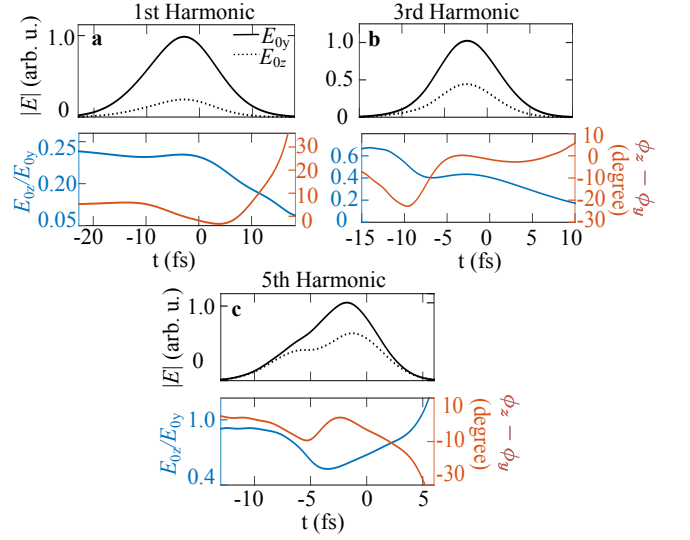 1st Harmonic
3rd Harmonic
a
E0y
E0z
1.0
0
|E| (arb. u.)
b
1.0
0.5
0
0.25
0.20
0.05
E0z/E0y
30
20
10
0
-20 -10 0 10
t (fs)
0.6
0.4
0.2
0
10
0
-10
-20
-30
ϕz − ϕy
(degree)
-15 -10 -5 0 5 10
t (fs)
5th Harmonic
c
1.0
0
|E| (arb. u.)
1.0
0.4
E0z/E0y
10
-10
-30
ϕz − ϕy
(degree)
-10 -5 0 5
t (fs)